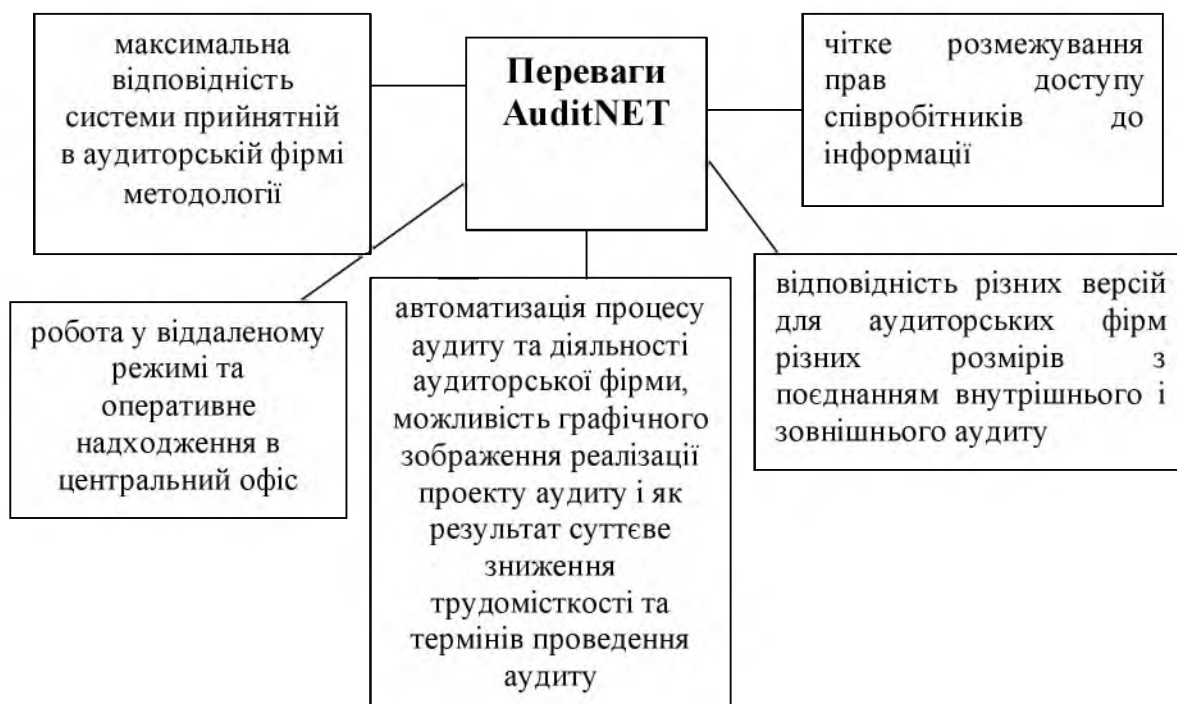 максимальна
відповідність
системи прийнятній
в аудиторській фірмі
методології
Переваги
AuditNET
чітке розмежування
прав доступу
співробітників до
інформації
робота у віддаленому
режимі та
оперативне
надходження в
центральний офіс
автоматизація процесу
аудиту та діяльності
аудиторської фірми,
можливість графічного
зображення реалізації
проекту аудиту і як
результат суттєве
зниження
трудомісткості та
термінів проведення
аудиту
відповідність різних версій
для аудиторських фірм
різних розмірів з
поєднанням внутрішнього і
зовнішнього аудиту